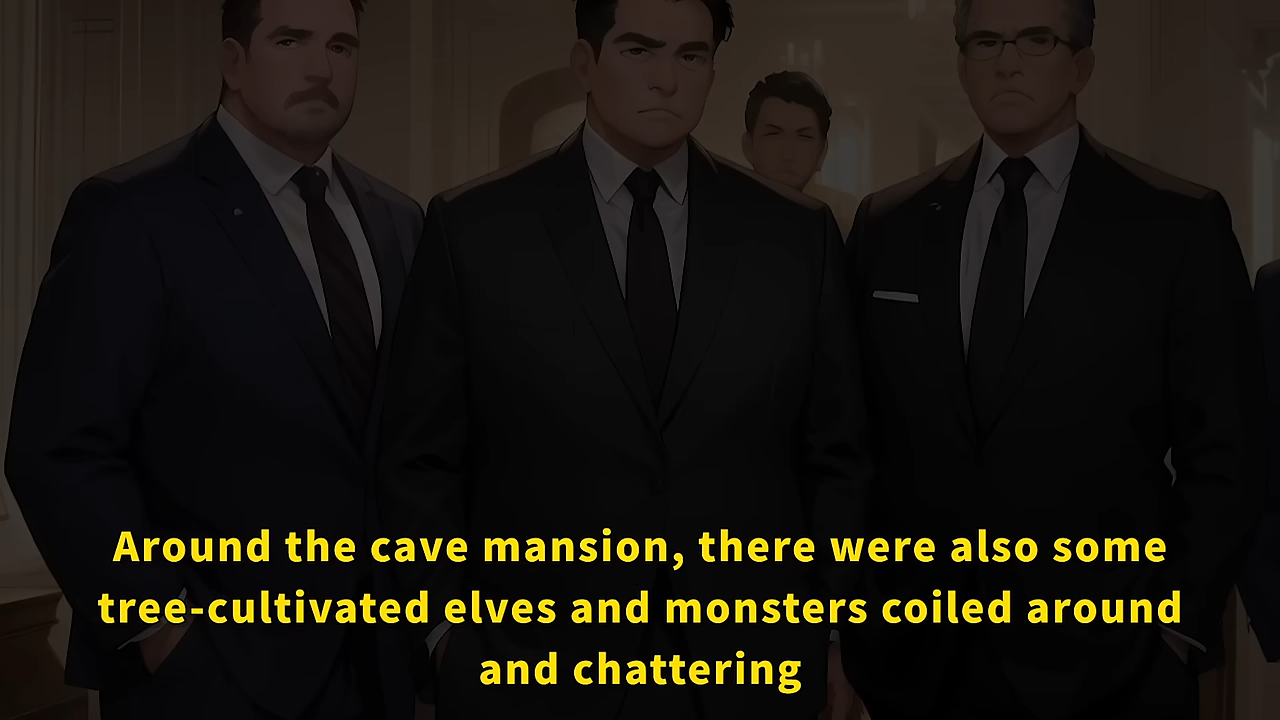 Around the cave mansion, there were also some
tree-cultivated elves and monsters coiled around
and chattering